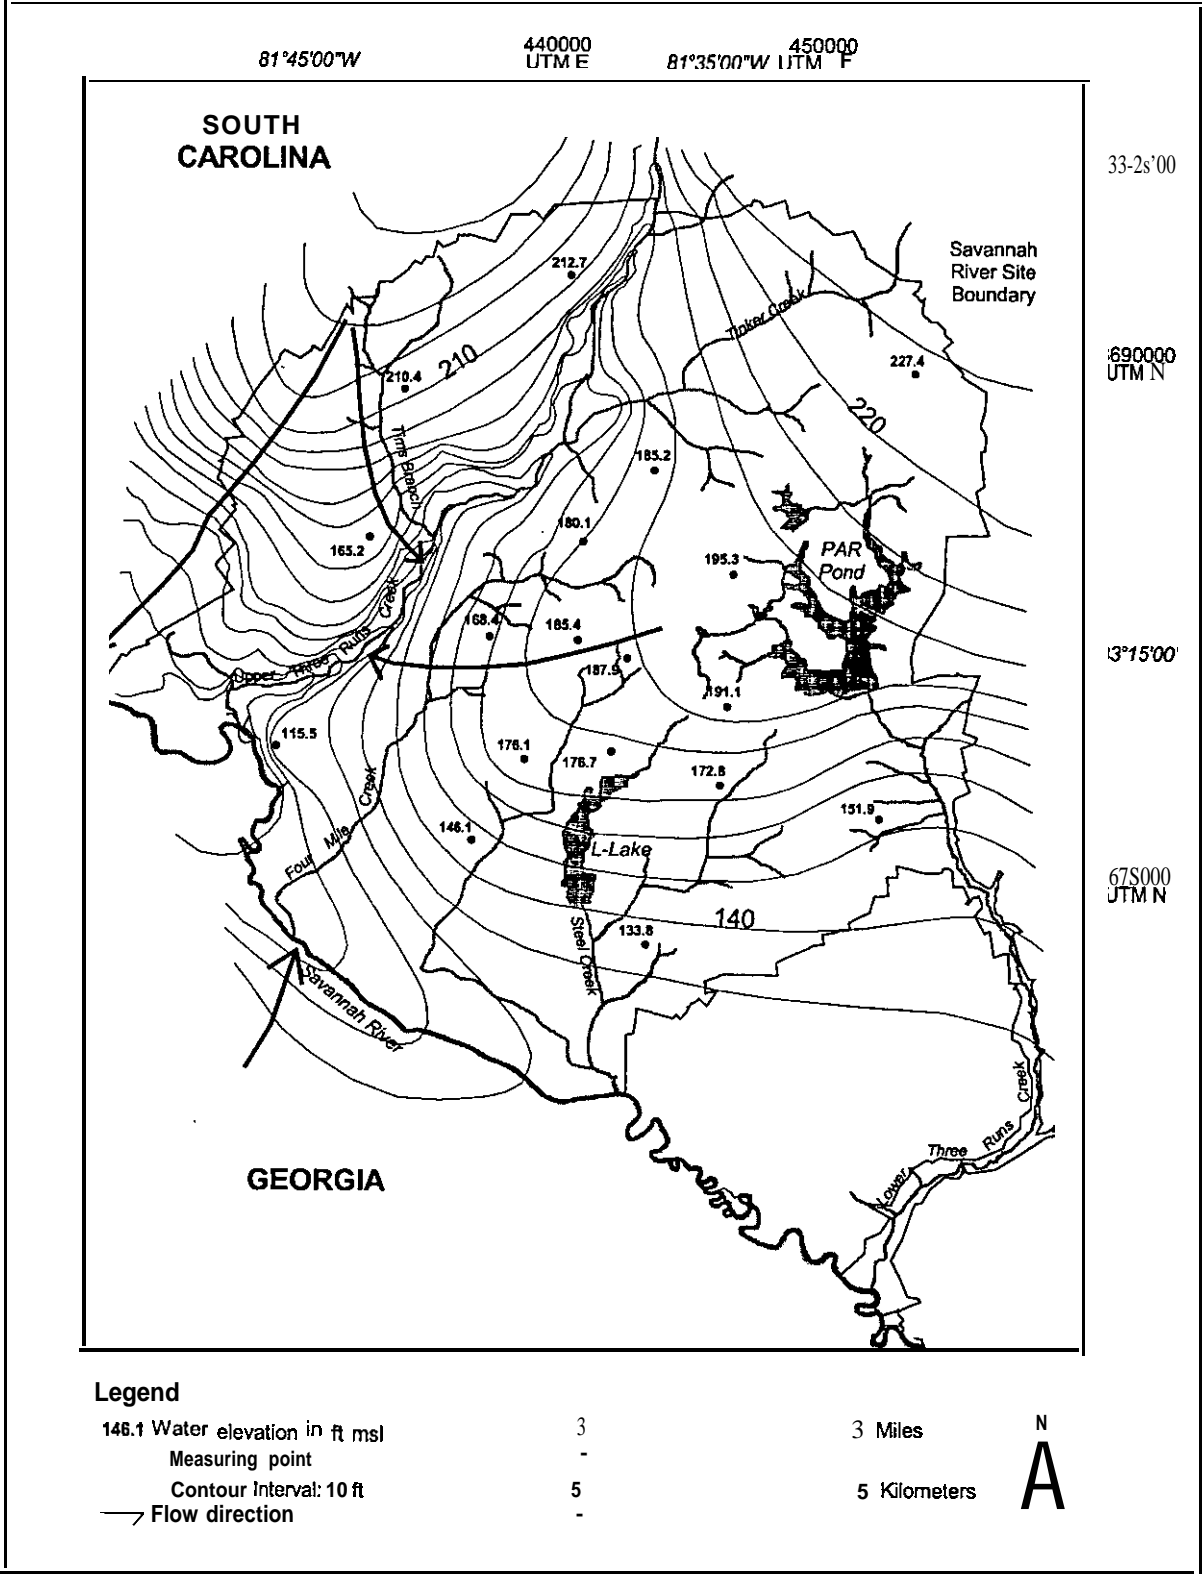 440000
450000
81°45'00"W
UTM E
81°35'00"W UTM F
SOUTH
CAROLINA
33-2s'00
Savannah
River Site
Boundary
212.7
Tinker Creek
690000
UTM N
227.4
210
210.4
220
Tims Branch
185.2
180.1
165.2
195.3
PAR
Pond
Creek
168.4
185.4
Upper Three Runs
3°15'00'
187.9
191.1
115.5
176.1
176.7
172.8
Creek
151.9
146.1
Four Mile
L-Lake
67S000
UTM N
140
133.8
Steel Creek
Savannah River
Creek
GEORGIA
Lower Three Runs
Legend
146.1 Water elevation in ft msl
3
3 Miles
N
Measuring point
-
A
Contour Interval: 10 ft
5
5 Kilometers
Flow direction
-